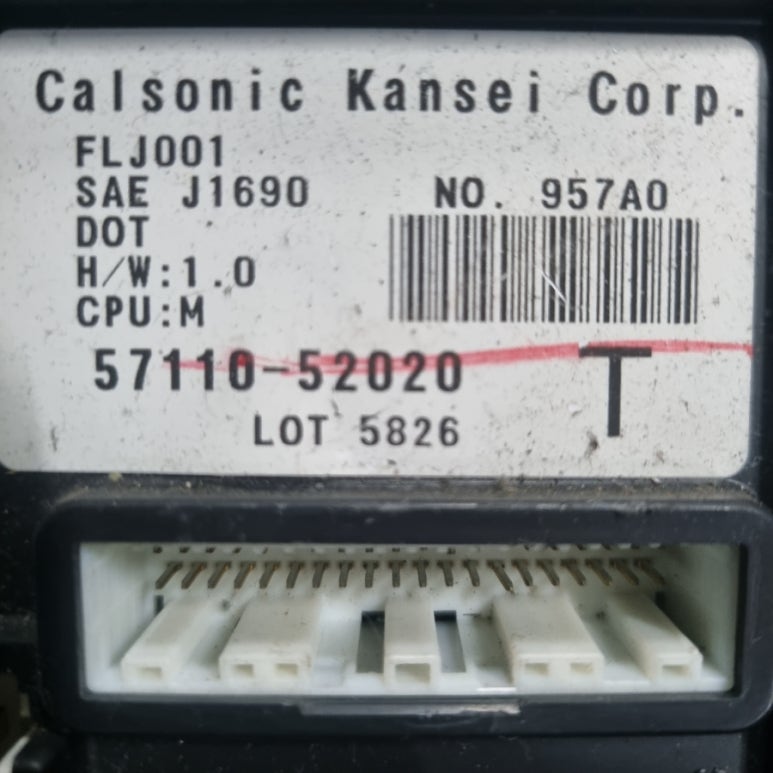 Calsonic Kansei Corp.
FLJ001
SAE J1690
NO. 957A0
DOT
H/W:1.0
CPU:M
57110-52020
T
LOT 5826